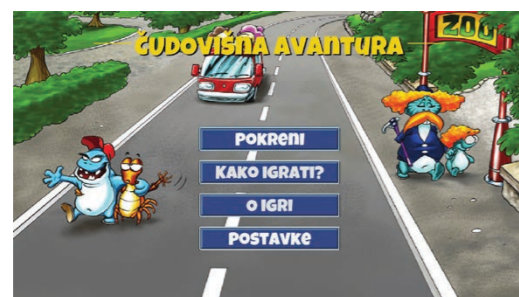 ZOO
ČUDOVIŠNA AVANTURA
POKRENI
KAKO IGRATI?
O IGRI
POSTAVKE